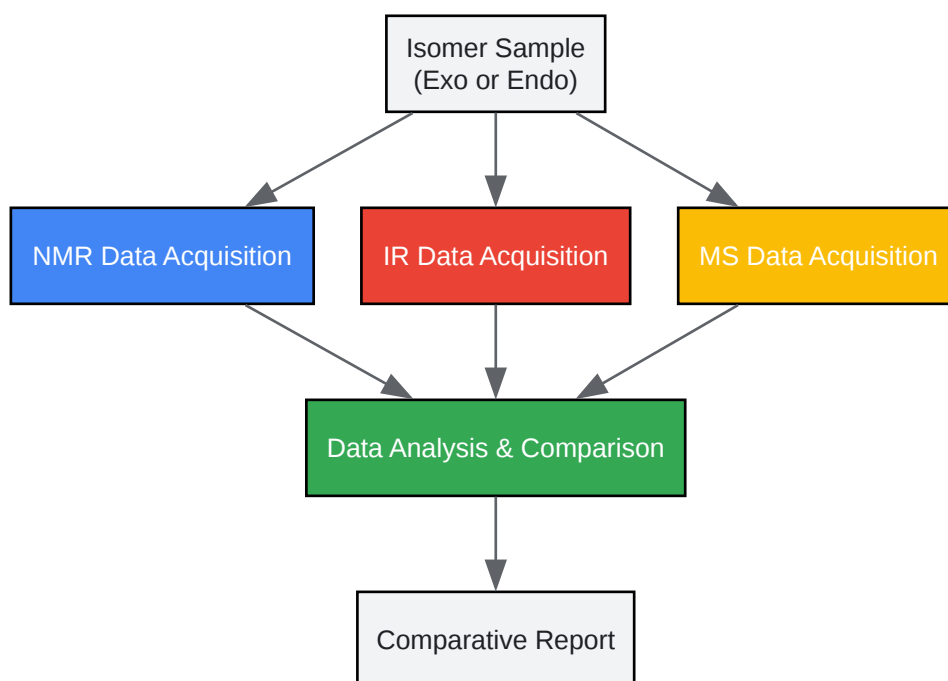 Isomer Sample
(Exo or Endo)
NMR Data Acquisition
IR Data Acquisition
MS Data Acquisition
Data Analysis & Comparison
Comparative Report